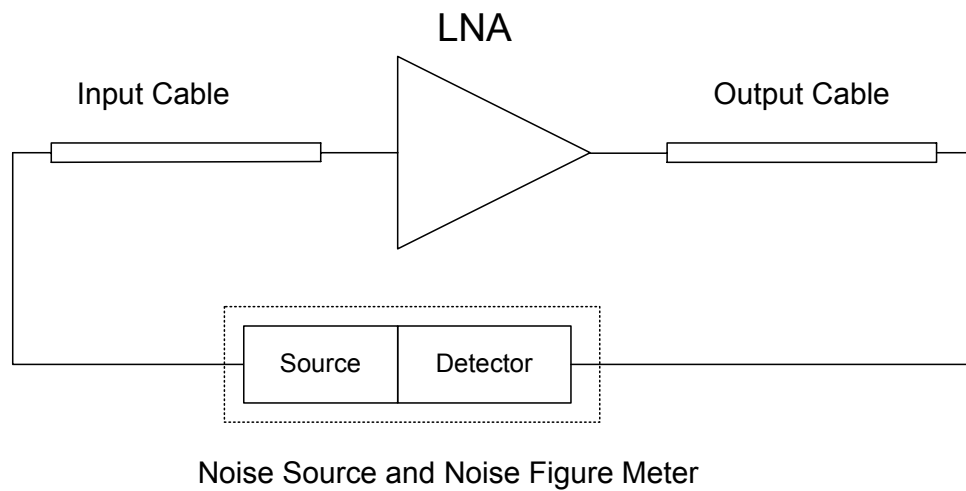 LNA
Input Cable
Output Cable
Source
Detector
Noise Source and Noise Figure Meter